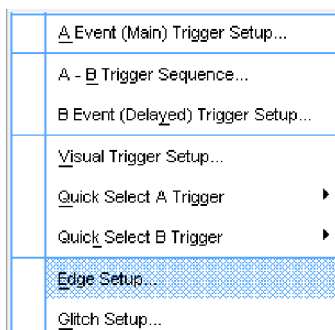 A Event (Main) Trigger Setup...
A - B Trigger Sequence...
B Event (Delayed) Trigger Setup...
Visual Trigger Setup...
Quick Select A Trigger
Quick Select B Trigger
Edge Setup...
Glitch Setup...